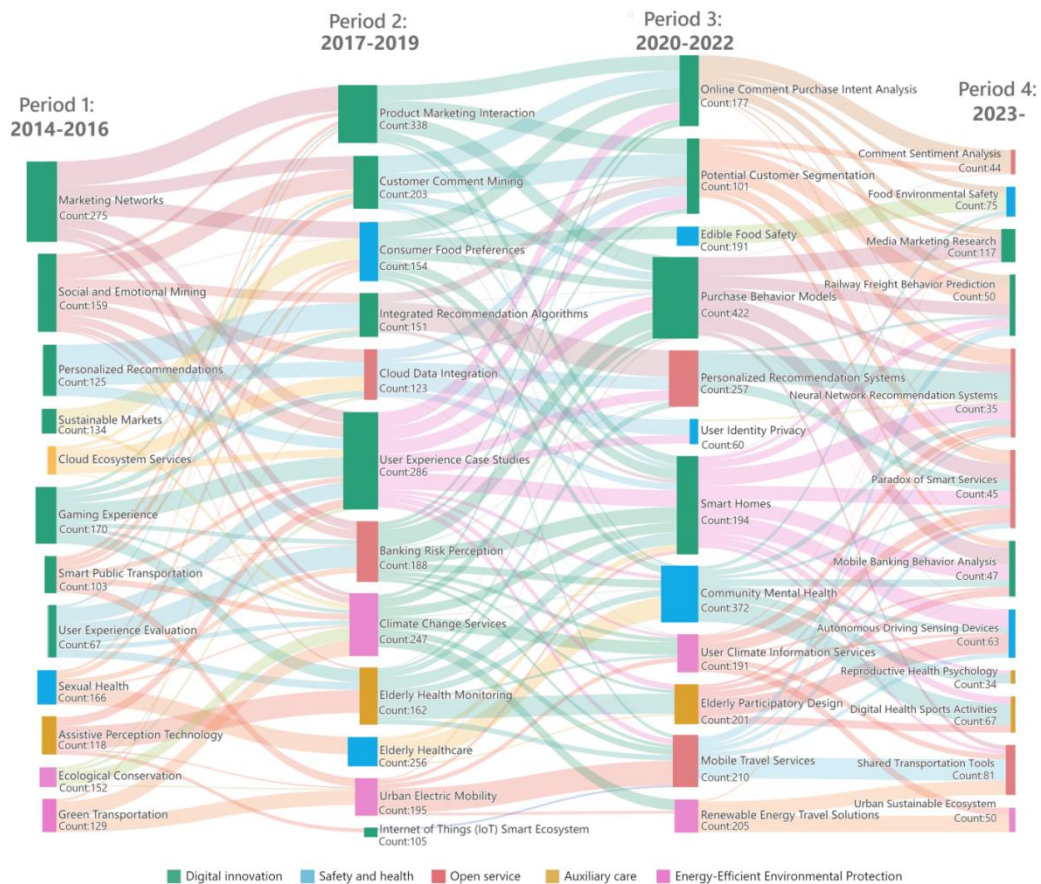 Period 1:
2014-2016
Marketing Networks
Count:275
Social and Emotional Mining
Count:159
Personalized Recommendations
Count:125
Sustainable Markets
Count:134
Cloud Ecosystem Services
Gaming Experience
Count:170
Smart Public Transportation
Count:103
User Experience Evaluation
Count:67
Sexual Health
Count:166
Assistive Perception Technology
Count:118
Ecological Conservation
Count:152
Green Transportation
Count:129
Period 2:
2017-2019
Product Marketing Interaction
Count:338
Customer Comment Mining
Count:203
Consumer Food Preferences
Count:154
Integrated Recommendation Algorithms
Count:151
Cloud Data Integration
Count:123
User Experience Case Studies
Count:286
Banking Risk Perception
Count:188
Climate Change Services
Count:247
Elderly Health Monitoring
Count:162
Elderly Healthcare
Count:256
Urban Electric Mobility
Count:195
Internet of Things (IoT) Smart Ecosystem
Count:105
Period 3:
2020-2022
Online Comment Purchase Intent Analysis
Count:177
Potential Customer Segmentation
Count:101
Edible Food Safety
Count:191
Purchase Behavior Models
Count:422
Personalized Recommendation Systems
Count:257
User Identity Privacy
Count:60
Smart Homes
Count:194
Community Mental Health
Count:372
User Climate Information Services
Count:191
Elderly Participatory Design
Count:201
Mobile Travel Services
Count:210
Renewable Energy Travel Solutions
Count:205
Period 4:
2023-
Comment Sentiment Analysis
Count:44
Food Environmental Safety
Count:75
Media Marketing Research
Count:117
Railway Freight Behavior Prediction
Count:50
Neural Network Recommendation Systems
Count:35
Paradox of Smart Services
Count:45
Mobile Banking Behavior Analysis
Count:47
Autonomous Driving Sensing Devices
Count:63
Reproductive Health Psychology
Count:34
Digital Health Sports Activities
Count:67
Shared Transportation Tools
Count:81
Urban Sustainable Ecosystem
Count:50
Digital innovation
Safety and health
Open service
Auxiliary care
Energy-Efficient Environmental Protection